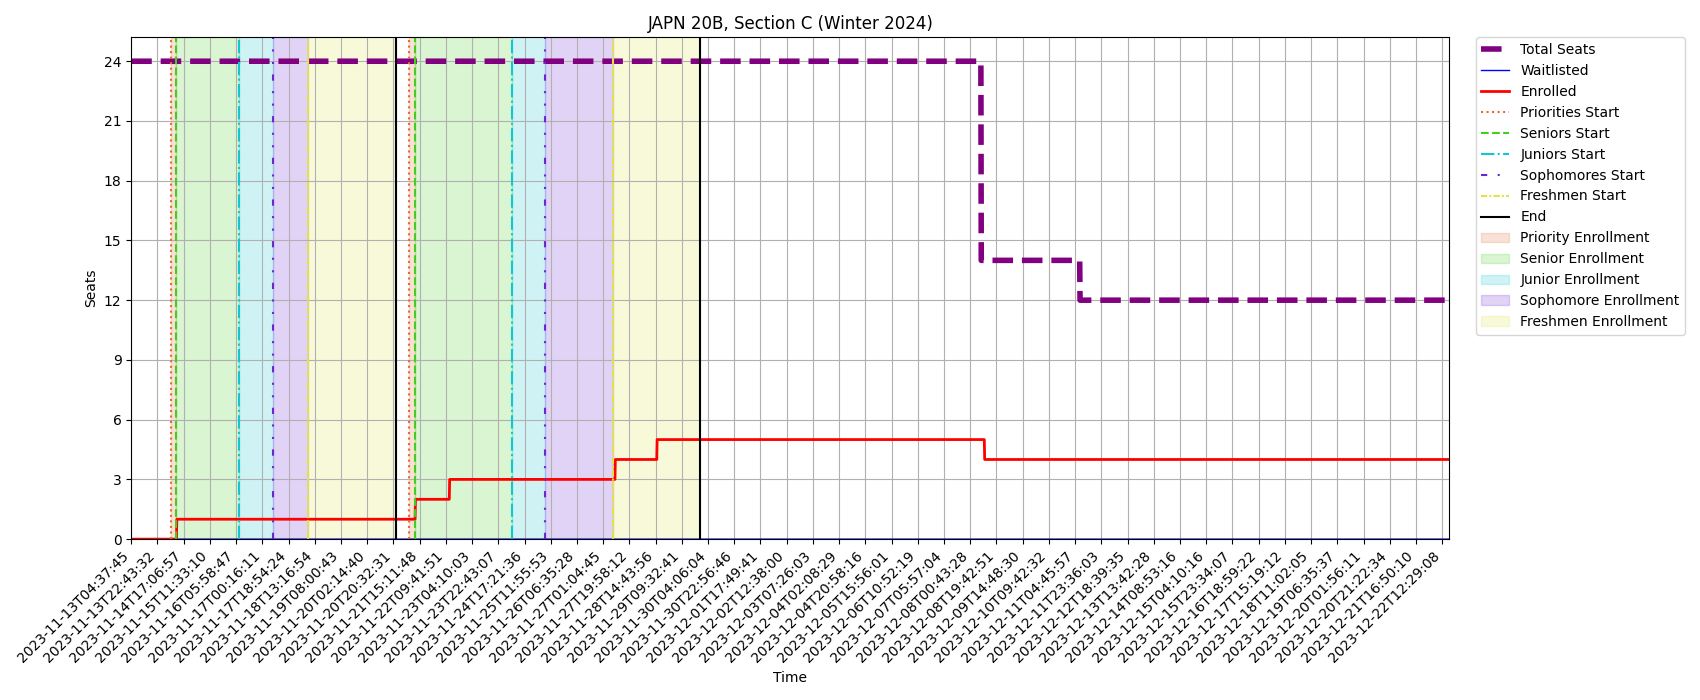 JAPN 20B, Section C (Winter 2024)
Seats
24
21
18
15
12
9
6
3
0
2023-11-13T04:37:45
2023-11-13T22:43:32
2023-11-14T17:06:57
2023-11-15T11:33:10
2023-11-16T05:58:47
2023-11-17T00:16:11
2023-11-17T18:54:24
2023-11-18T13:16:54
2023-11-19T08:00:43
2023-11-20T02:14:40
2023-11-20T20:32:31
2023-11-21T15:11:48
2023-11-22T09:41:51
2023-11-23T04:10:03
2023-11-23T22:43:07
2023-11-24T17:21:36
2023-11-25T11:55:53
2023-11-26T06:35:28
2023-11-27T01:04:45
2023-11-27T19:58:12
2023-11-28T14:43:56
2023-11-29T09:32:41
2023-11-30T04:06:04
2023-11-30T22:56:46
2023-12-01T17:49:41
2023-12-02T12:38:00
2023-12-03T07:26:03
2023-12-04T02:08:29
2023-12-04T20:58:16
2023-12-05T15:56:01
2023-12-06T10:52:19
2023-12-07T05:57:04
2023-12-08T00:43:28
2023-12-08T19:42:51
2023-12-09T14:48:30
2023-12-10T09:42:32
2023-12-11T04:45:57
2023-12-11T23:36:03
2023-12-12T18:39:35
2023-12-13T13:42:28
2023-12-14T08:53:16
2023-12-15T04:10:16
2023-12-15T23:34:07
2023-12-16T18:59:22
2023-12-17T15:19:12
2023-12-18T11:02:05
2023-12-19T06:35:37
2023-12-20T01:56:11
2023-12-20T21:22:34
2023-12-21T16:50:10
2023-12-22T12:29:08
Time
Total Seats
Waitlisted
Enrolled
Priorities Start
Seniors Start
Juniors Start
Sophomores Start
Freshmen Start
End
Priority Enrollment
Senior Enrollment
Junior Enrollment
Sophomore Enrollment
Freshmen Enrollment